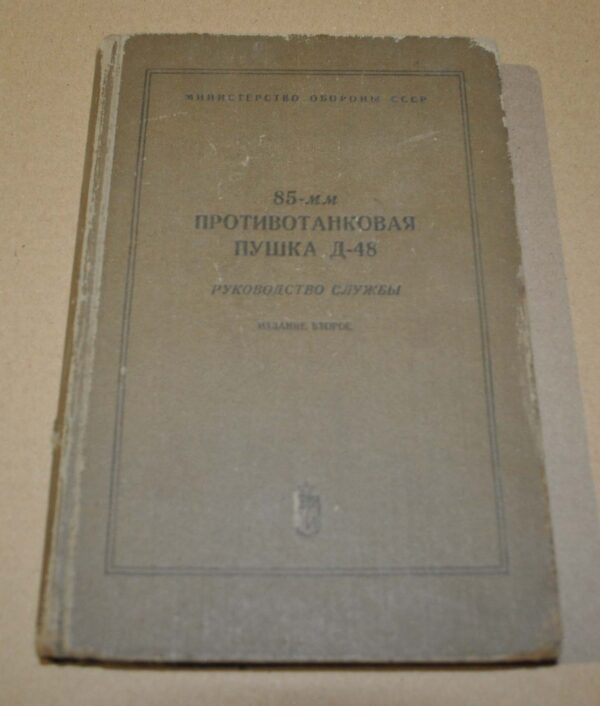 МИНИСТЕРСТВО ОБОРОНЫ СССР
85-мм
ПРОТИВОТАНКОВАЯ
ПУШКА Д-48
РУКОВОДСТВО СЛУЖБЫ
ИЗДАНИЕ ВТОРОЕ